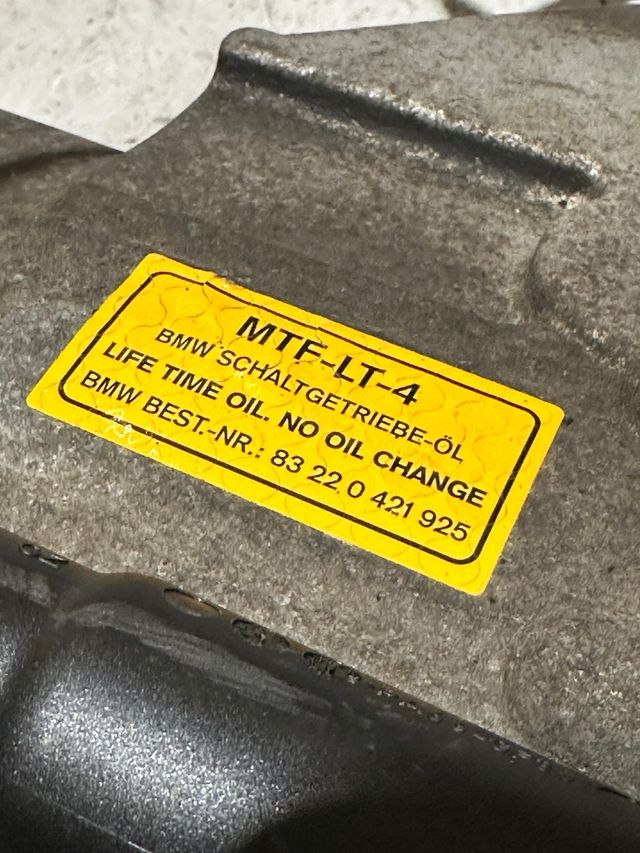 MTF-LT-4
BMW SCHALTGETRIEBE-ÖL
LIFE TIME OIL. NO OIL CHANGE
BMW BEST.-NR.: 83 22 0 421 925